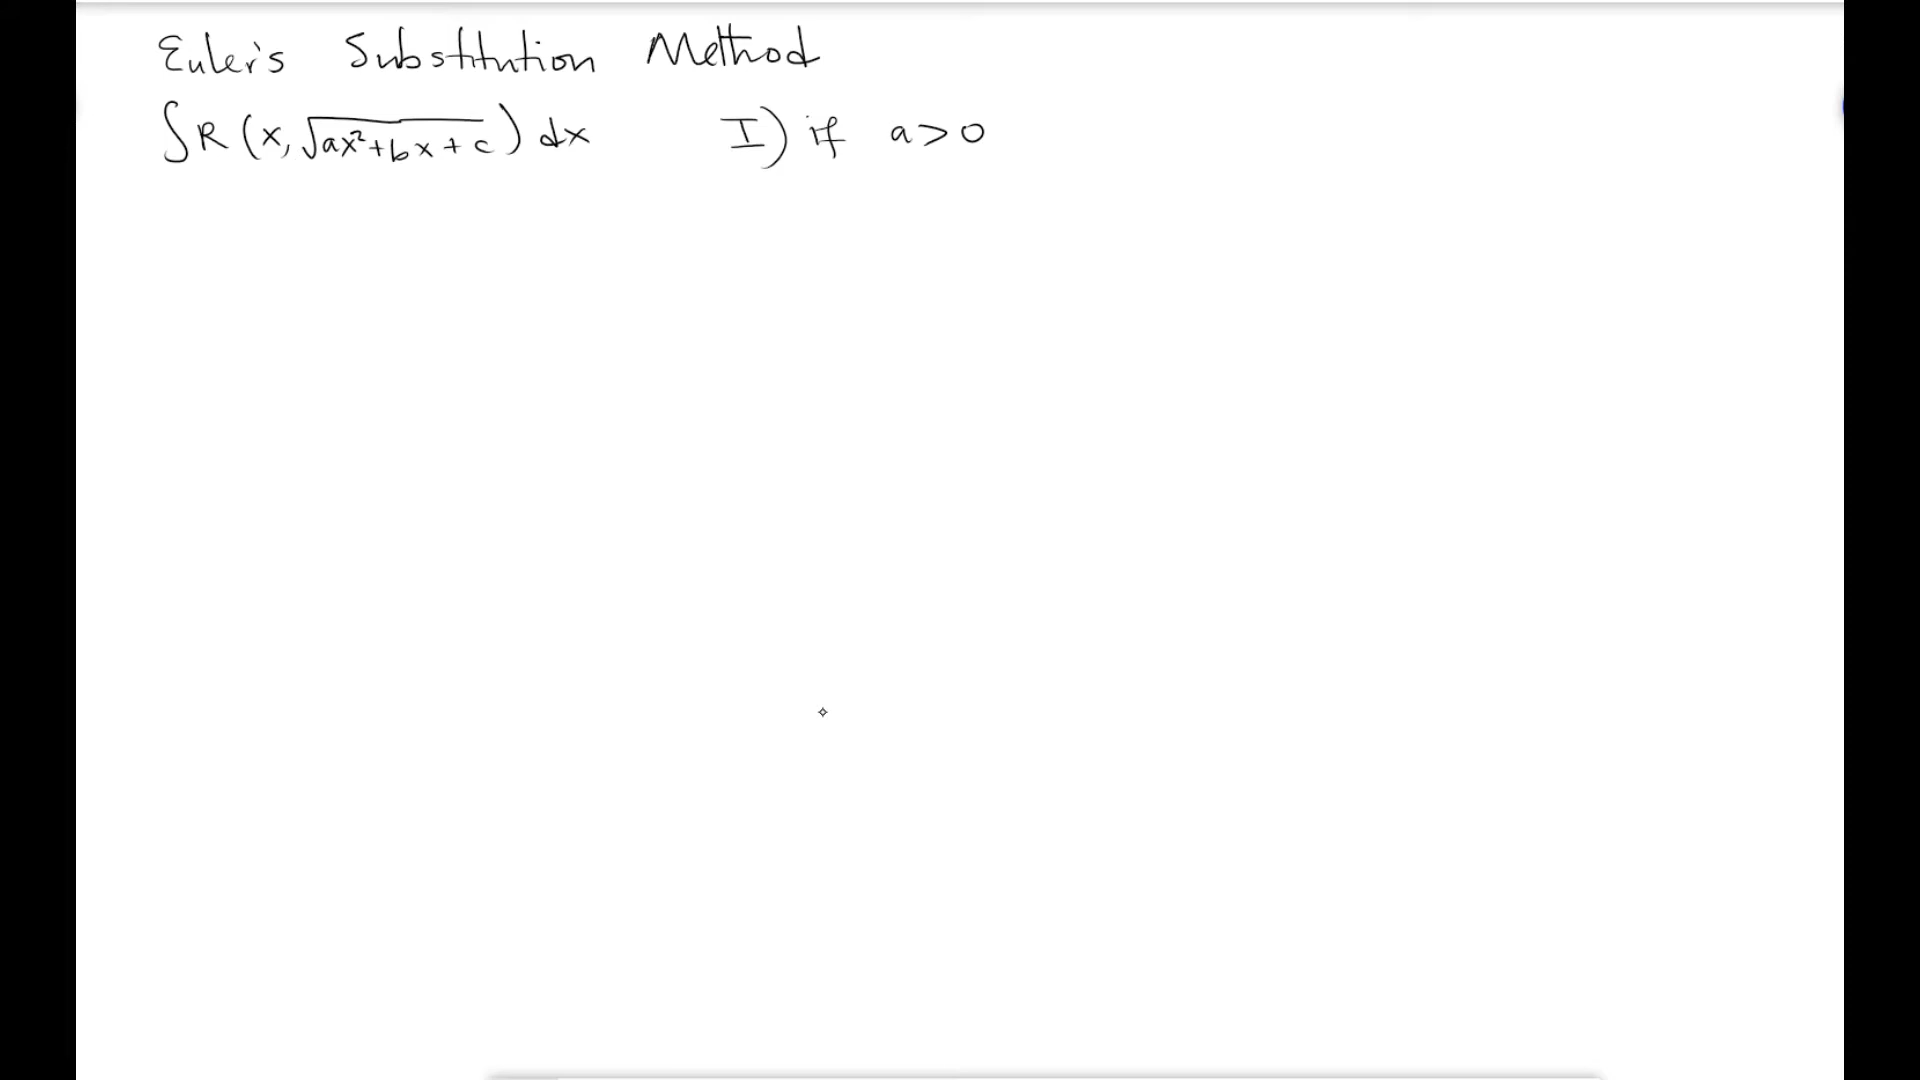 Euler's Substitution Method
∫R(x,√(ax²+bx+c)) dx I) if a>0